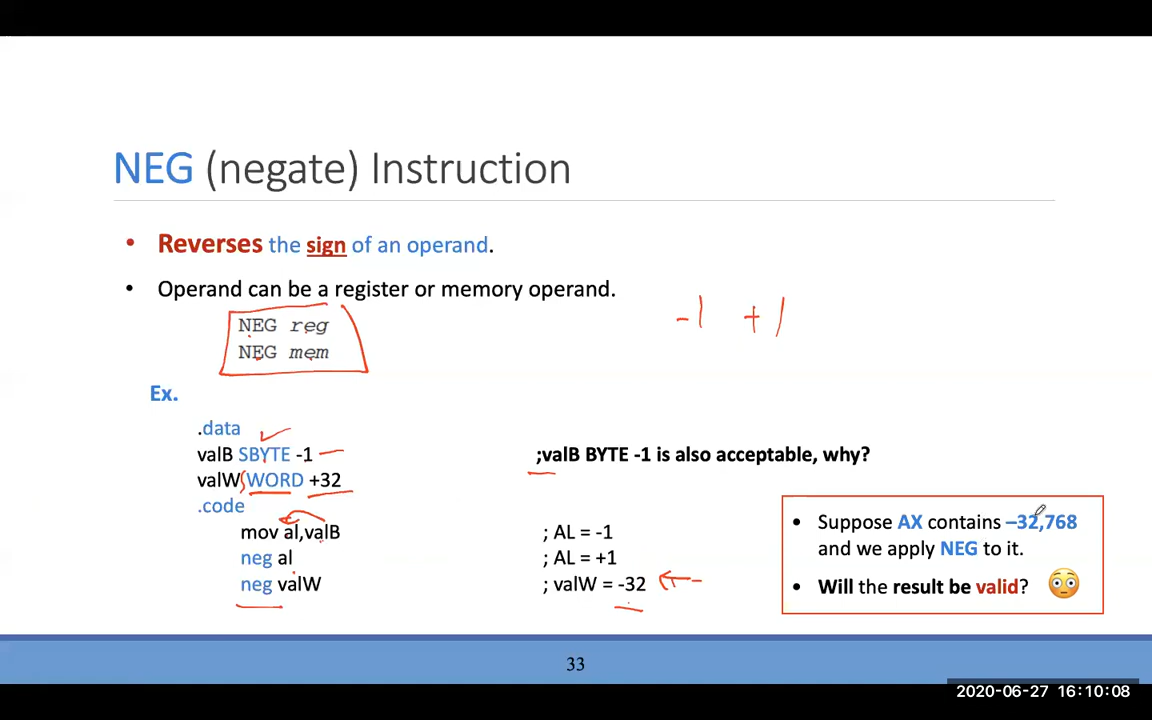 NEG (negate) Instruction
• Reverses the sign of an operand.
• Operand can be a register or memory operand.
NEG reg
NEG mem
-1 +1
Ex.
.data
valB SBYTE -1
;valB BYTE -1 is also acceptable, why?
valW WORD +32
.code
mov al,valB ; AL = -1
neg al ; AL = +1
neg valW ; valW = -32
• Suppose AX contains –32,768
and we apply NEG to it.
• Will the result be valid?
33
2020-06-27 16:10:08